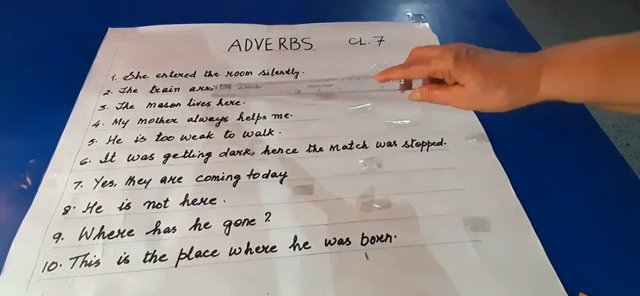 ADVERBS CL. 7
1. She entered the room silently.
2. The train
3. The mason lives here.
4. My mother always helps me.
5. He is too weak to walk.
6. It was getting dark, hence the match was stopped.
7. Yes, they are coming today
8. He is not here.
9. Where has he gone?
10. This is the place where he was born.